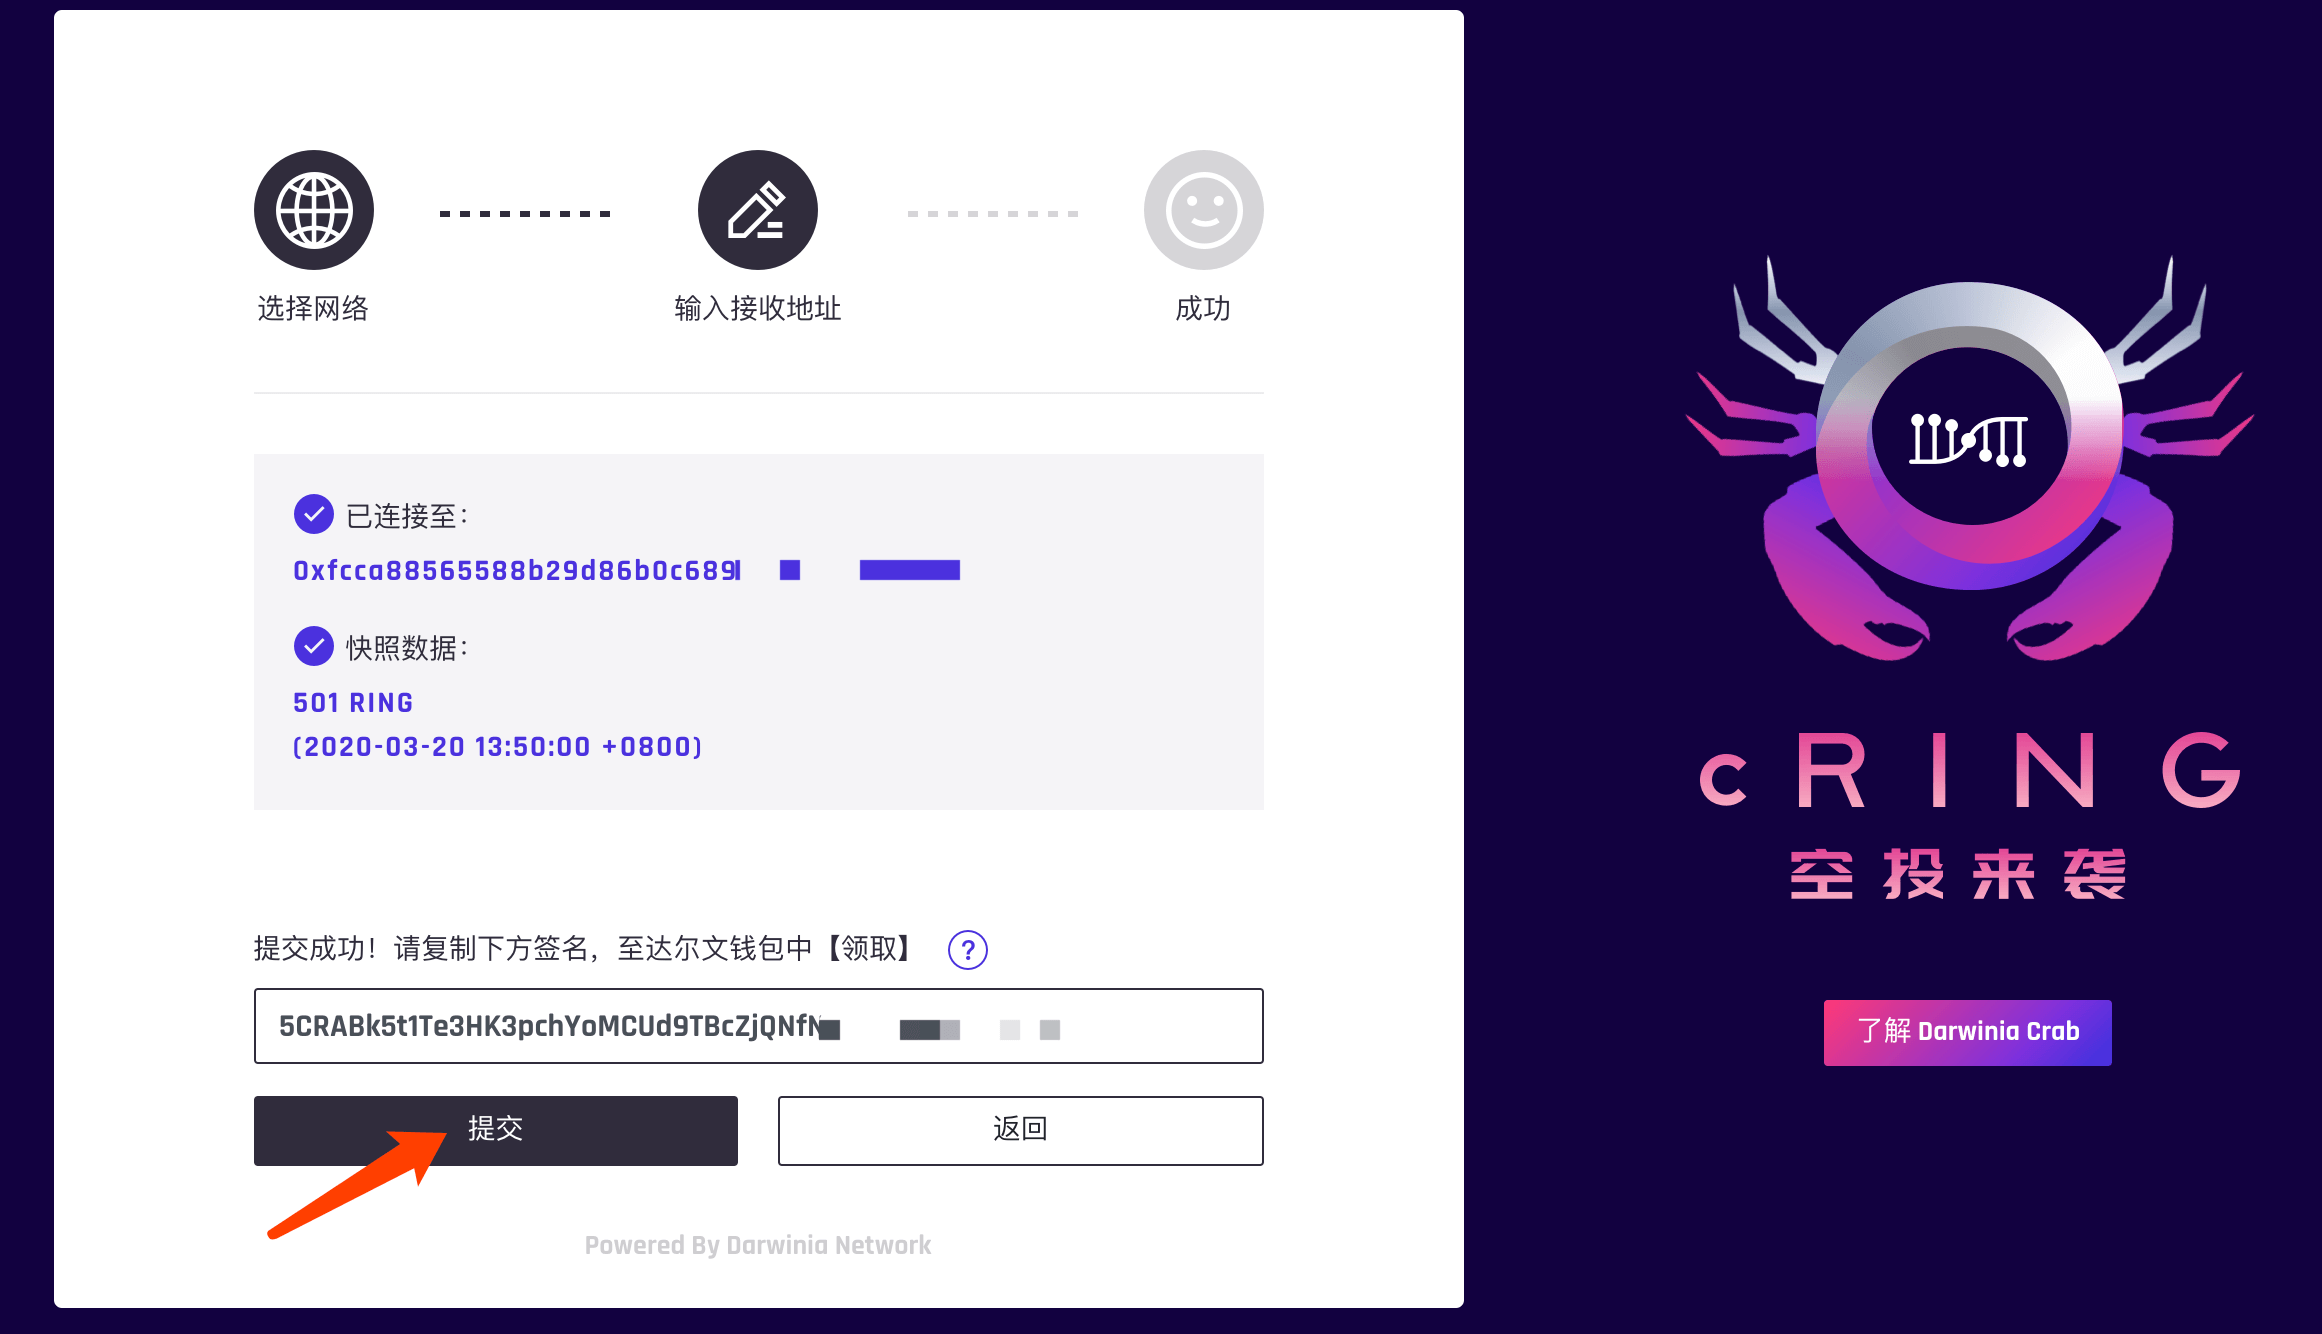 选择网络
输入接收地址
成功
已连接至：
0xfcca88565588b29d86b0c689
快照数据：
501 RING
(2020-03-20 13:50:00 +0800)
提交成功！请复制下方签名，至达尔文钱包中【领取】 ?
5CRABk5t1Te3HK3pchYoMCUd9TBcZjQNfN
提交
返回
Powered By Darwinia Network
cRING
空投来袭
了解 Darwinia Crab